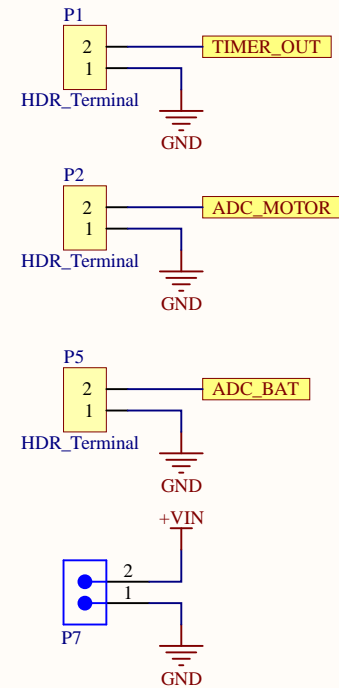 P1
2 TIMER_OUT
1
HDR_Terminal
GND
P2
2 ADC_MOTOR
1
HDR_Terminal
GND
P5
2 ADC_BAT
1
HDR_Terminal
GND
+VIN
2
1
P7
GND